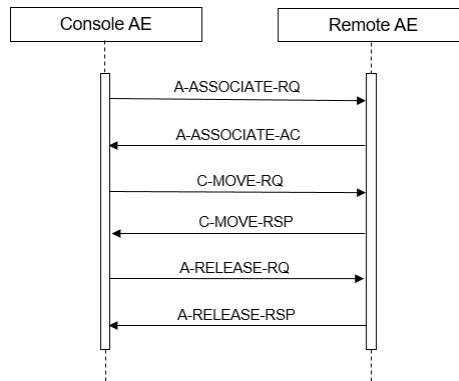 Console AE
Remote AE
A-ASSOCIATE-RQ
A-ASSOCIATE-AC
C-MOVE-RQ
C-MOVE-RSP
A-RELEASE-RQ
A-RELEASE-RSP